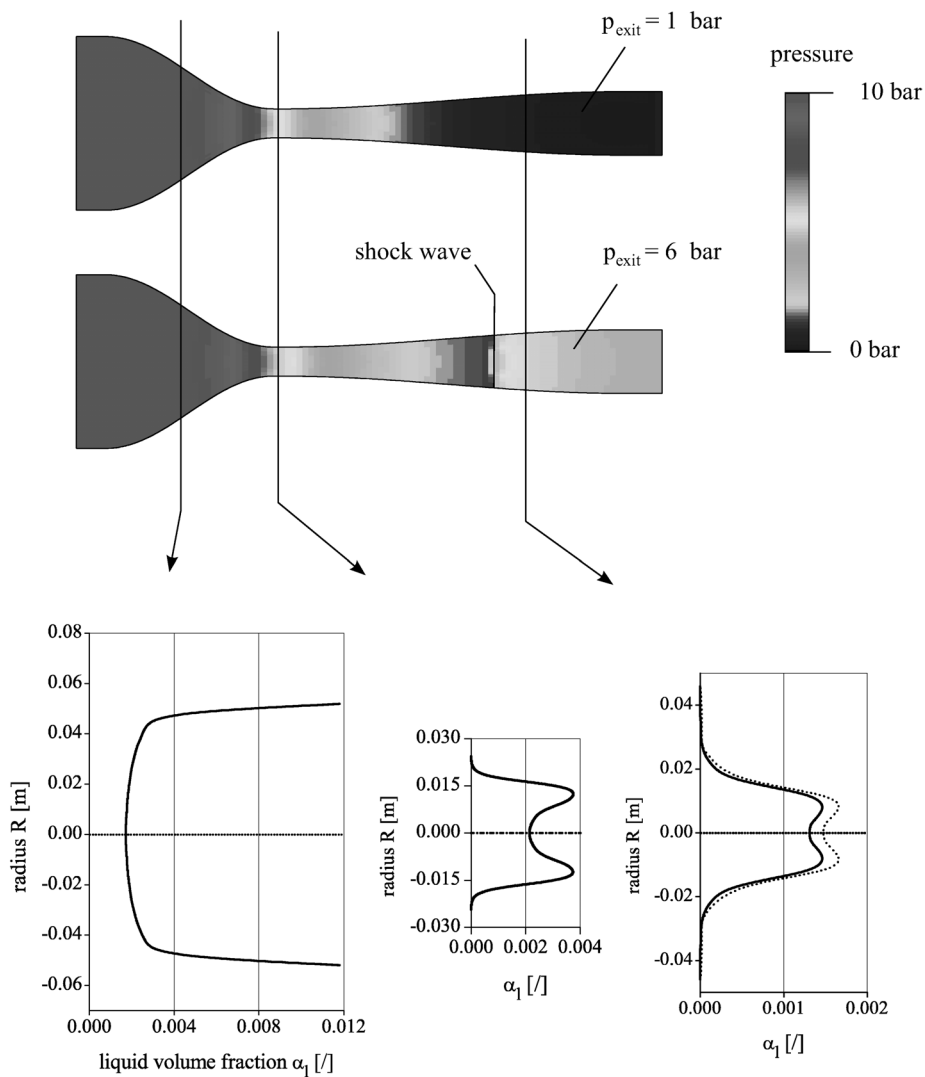 p_exit = 1 bar
pressure
10 bar
0 bar
shock wave
p_exit = 6 bar
0.08
0.06
0.04
0.02
0.00
-0.02
-0.04
-0.06
radius R [m]
0.000 0.004 0.008 0.012
liquid volume fraction α_l [/]
0.030
0.015
0.000
-0.015
-0.030
radius R [m]
0.000 0.002 0.004
α_l [/]
0.04
0.02
0.00
-0.02
-0.04
radius R [m]
0.000 0.001 0.002
α_l [/]